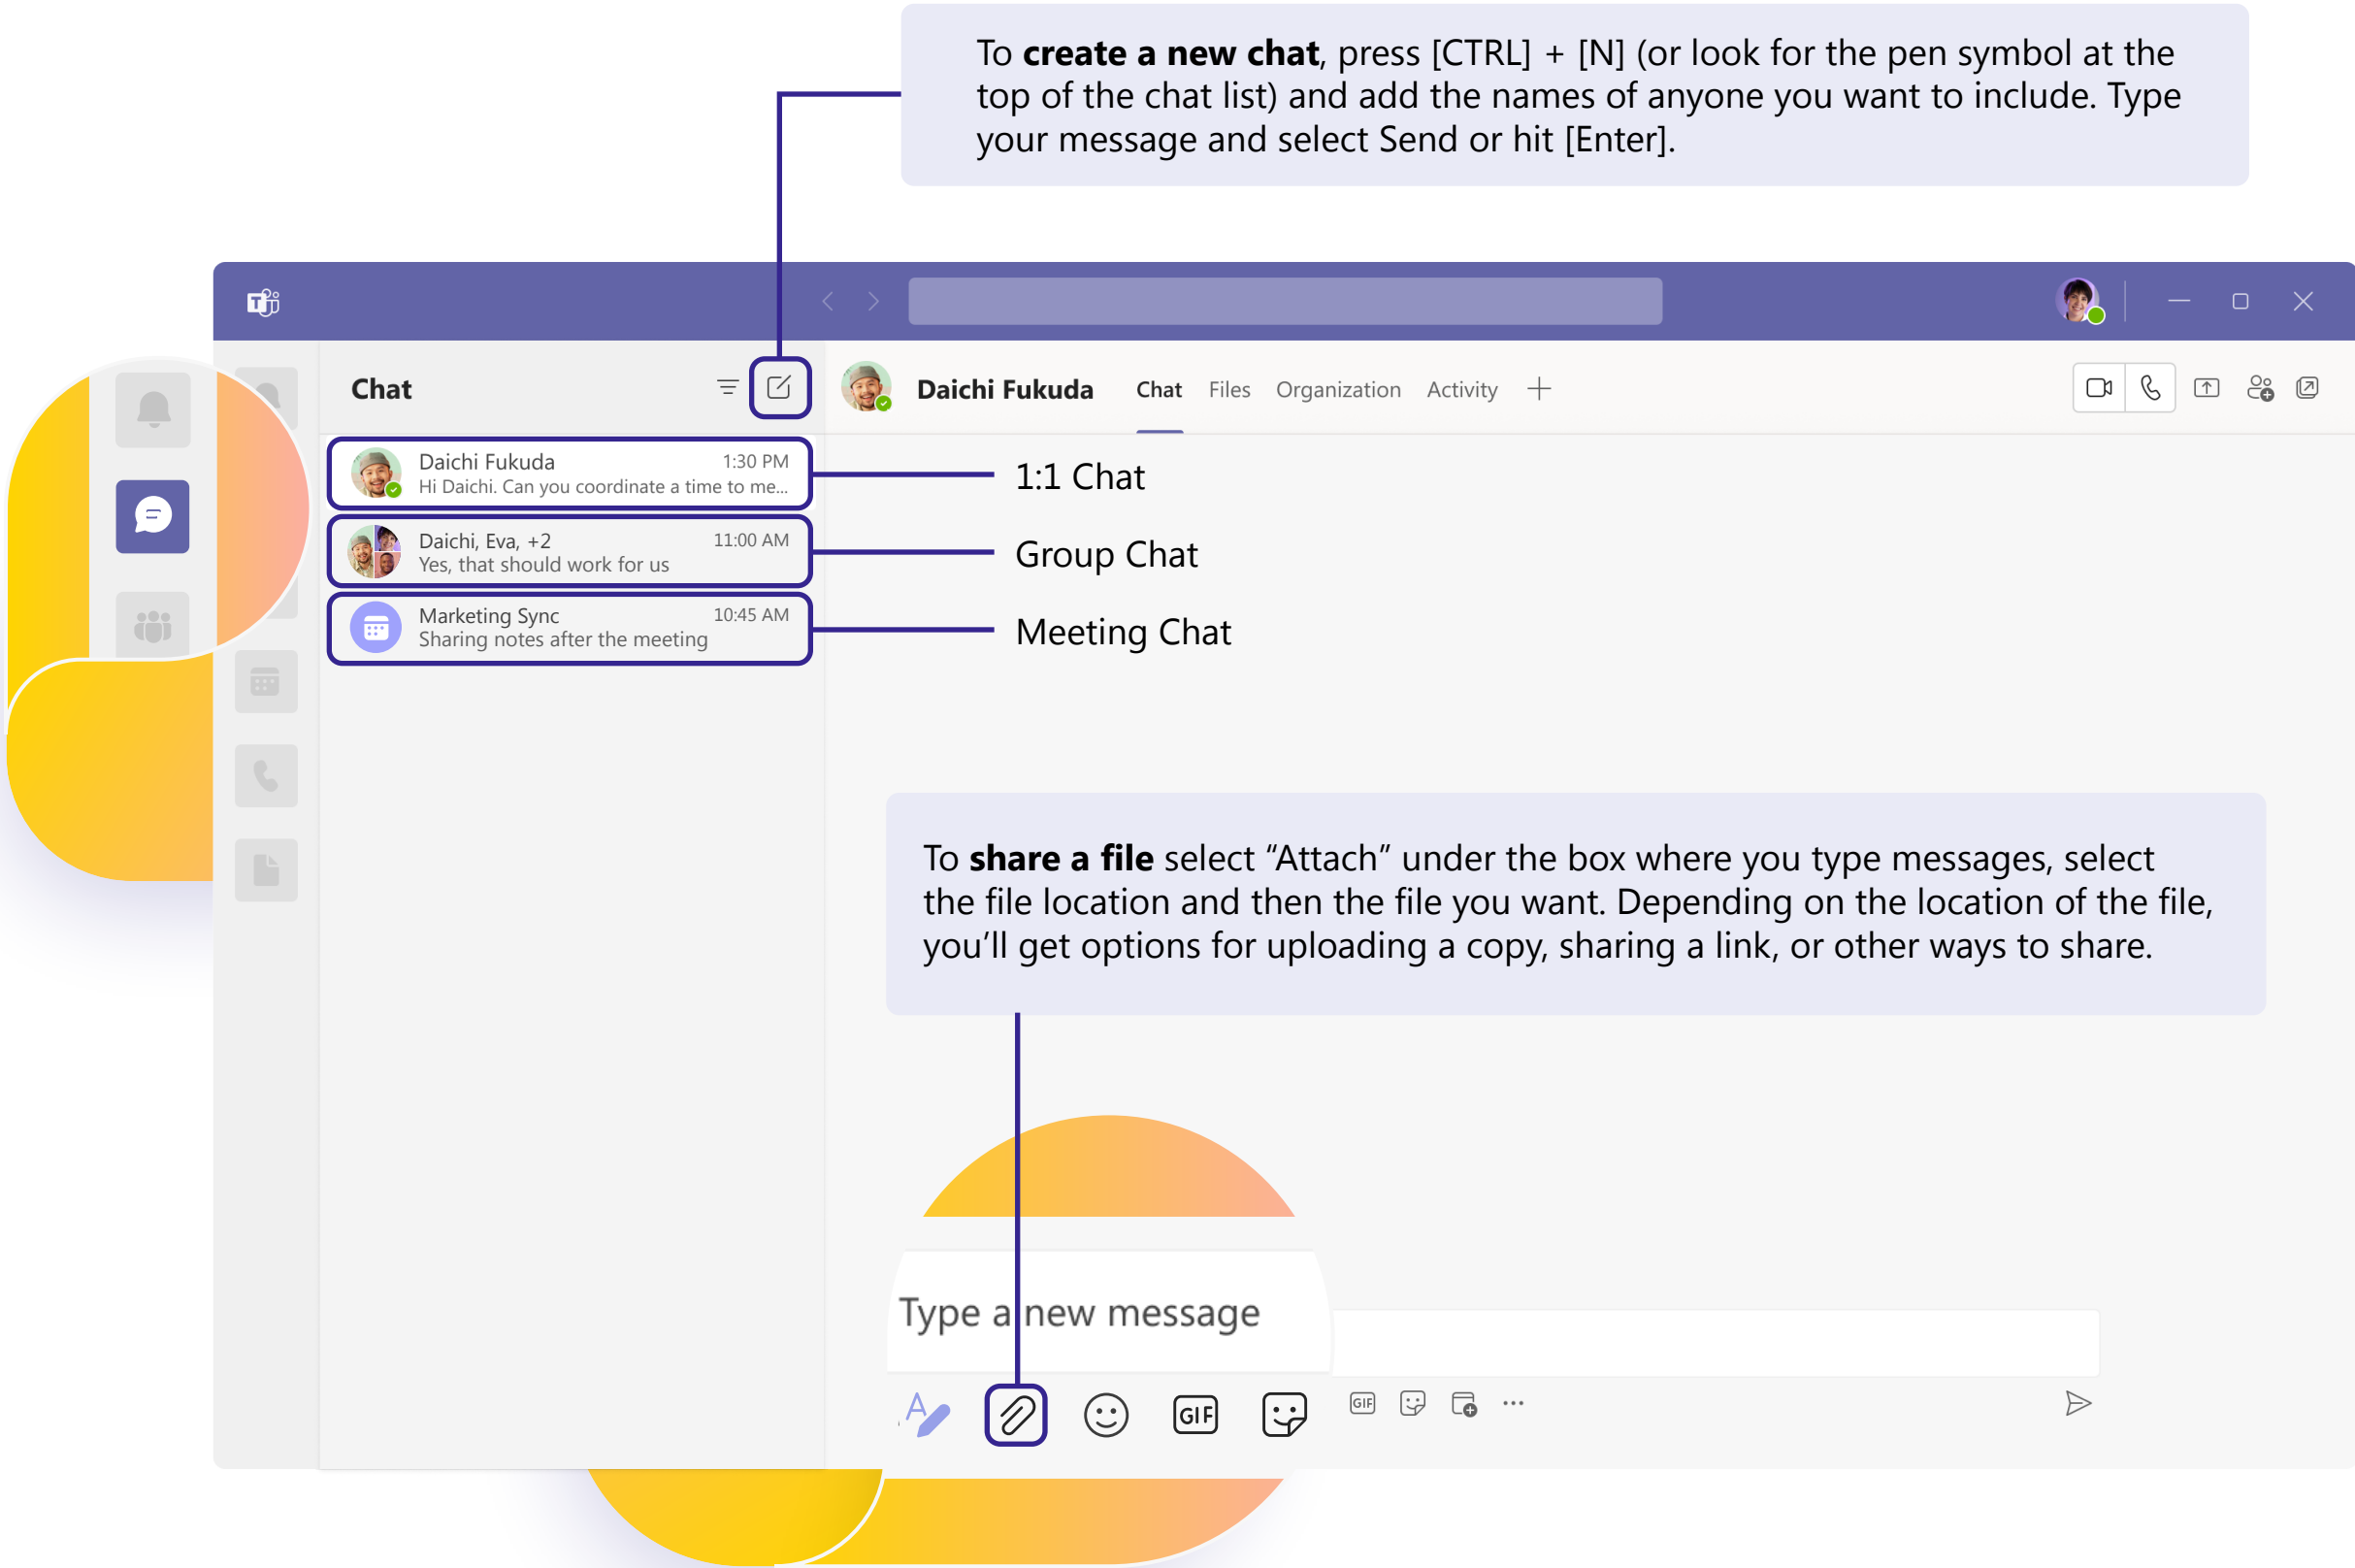 To create a new chat, press [CTRL] + [N] (or look for the pen symbol at the
top of the chat list) and add the names of anyone you want to include. Type
your message and select Send or hit [Enter].
T
Chat
Daichi Fukuda Chat Files Organization Activity
Daichi Fukuda 1:30 PM
Hi Daichi. Can you coordinate a time to me...
1:1 Chat
Daichi, Eva, +2 11:00 AM
Yes, that should work for us
Group Chat
Marketing Sync 10:45 AM
Sharing notes after the meeting
Meeting Chat
To share a file select “Attach” under the box where you type messages, select
the file location and then the file you want. Depending on the location of the file,
you’ll get options for uploading a copy, sharing a link, or other ways to share.
Type a new message
A GIF GIF